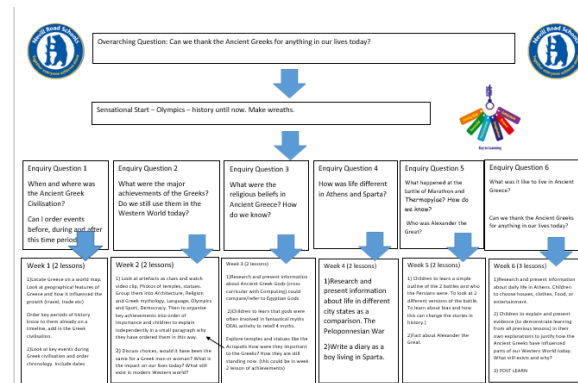 Nevill Road Schools
Nevill Road Schools
Overarching Question: Can we thank the Ancient Greeks for anything in our lives today?
Sensational Start – Olympics – history until now. Make wreaths.
Key to Learning
Enquiry Question 1
When and where was
the Ancient Greek
Civilisation?
Can I order events
before, during and after
this time period
Enquiry Question 2
What were the major
achievements of the Greeks?
Do we still use them in the
Western World today?
Enquiry Question 3
What were the
religious beliefs in
Ancient Greece? How
do we know?
Enquiry Question 4
How was life different
in Athens and Sparta?
Enquiry Question 5
What happened at the
battle of Marathon and
Thermopylae? How do
we know?
Who was Alexander the
Great?
Enquiry Question 6
What was it like to live in Ancient
Greece?
Can we thank the Ancient Greeks
for anything in our lives today?
Week 1 (2 lessons)
1)Locate Greece on a world map.
Look at geographical features of
Greece and how it influenced the
growth (travel, trade etc)
Order key periods of history
know to them already on a
timeline, add in the Greek
civilisation.
2)Look at key events during
Greek civilisation and order
chronology. Include dates
Week 2 (2 lessons)
1) Look at artefacts as clues and watch
video clip, Photos of temples, statues.
Group them into Architecture, Religion
and Greek mythology, Language, Olympics
and Sport, Democracy. Then to organise
key achievements into order of
importance and children to explain
independently in a small paragraph why
they have ordered them in this way.
2) Discuss choices, would it have been the
same for a Greek man or woman? What is
the impact on our lives today? What still
exist in modern Western world?
Week 3 (2 lessons)
1)Research and present information
about Ancient Greek Gods (cross
curricular with Computing) could
compare/refer to Egyptian Gods
2)Children to learn that gods were
often involved in fantastical myths
DEAL activity to retell 4 myths.
Explore temples and statues like the
Acropolis How were they important to
the Greeks? How are they still
standing now? (this could be in week
2 lesson of achievements)
Week 4 (2 lessons)
1)Research and
present information
about life in different
city states as a
comparison. The
Peloponnesian War
2) Write a diary as a
boy living in Sparta.
Week 5 (2 lessons)
1) Children to learn a simple
outline of the 2 battles and who
the Persians were. To look at 2
different versions of the battle.
To learn about bias and how
this can change the stories in
history.)
2)Fact about Alexander the
Great.
Week 6 (3 lessons)
1)Research and present information
about daily life in Athens. Children
to choose houses, clothes, Food, or
entertainment.
2) Children to explain and present
evidence (to demonstrate learning
from all previous lessons) in their
own explanations to justify how the
Ancient Greeks have influenced
parts of our Western World today.
What still exists and why?
3) POST LEARN